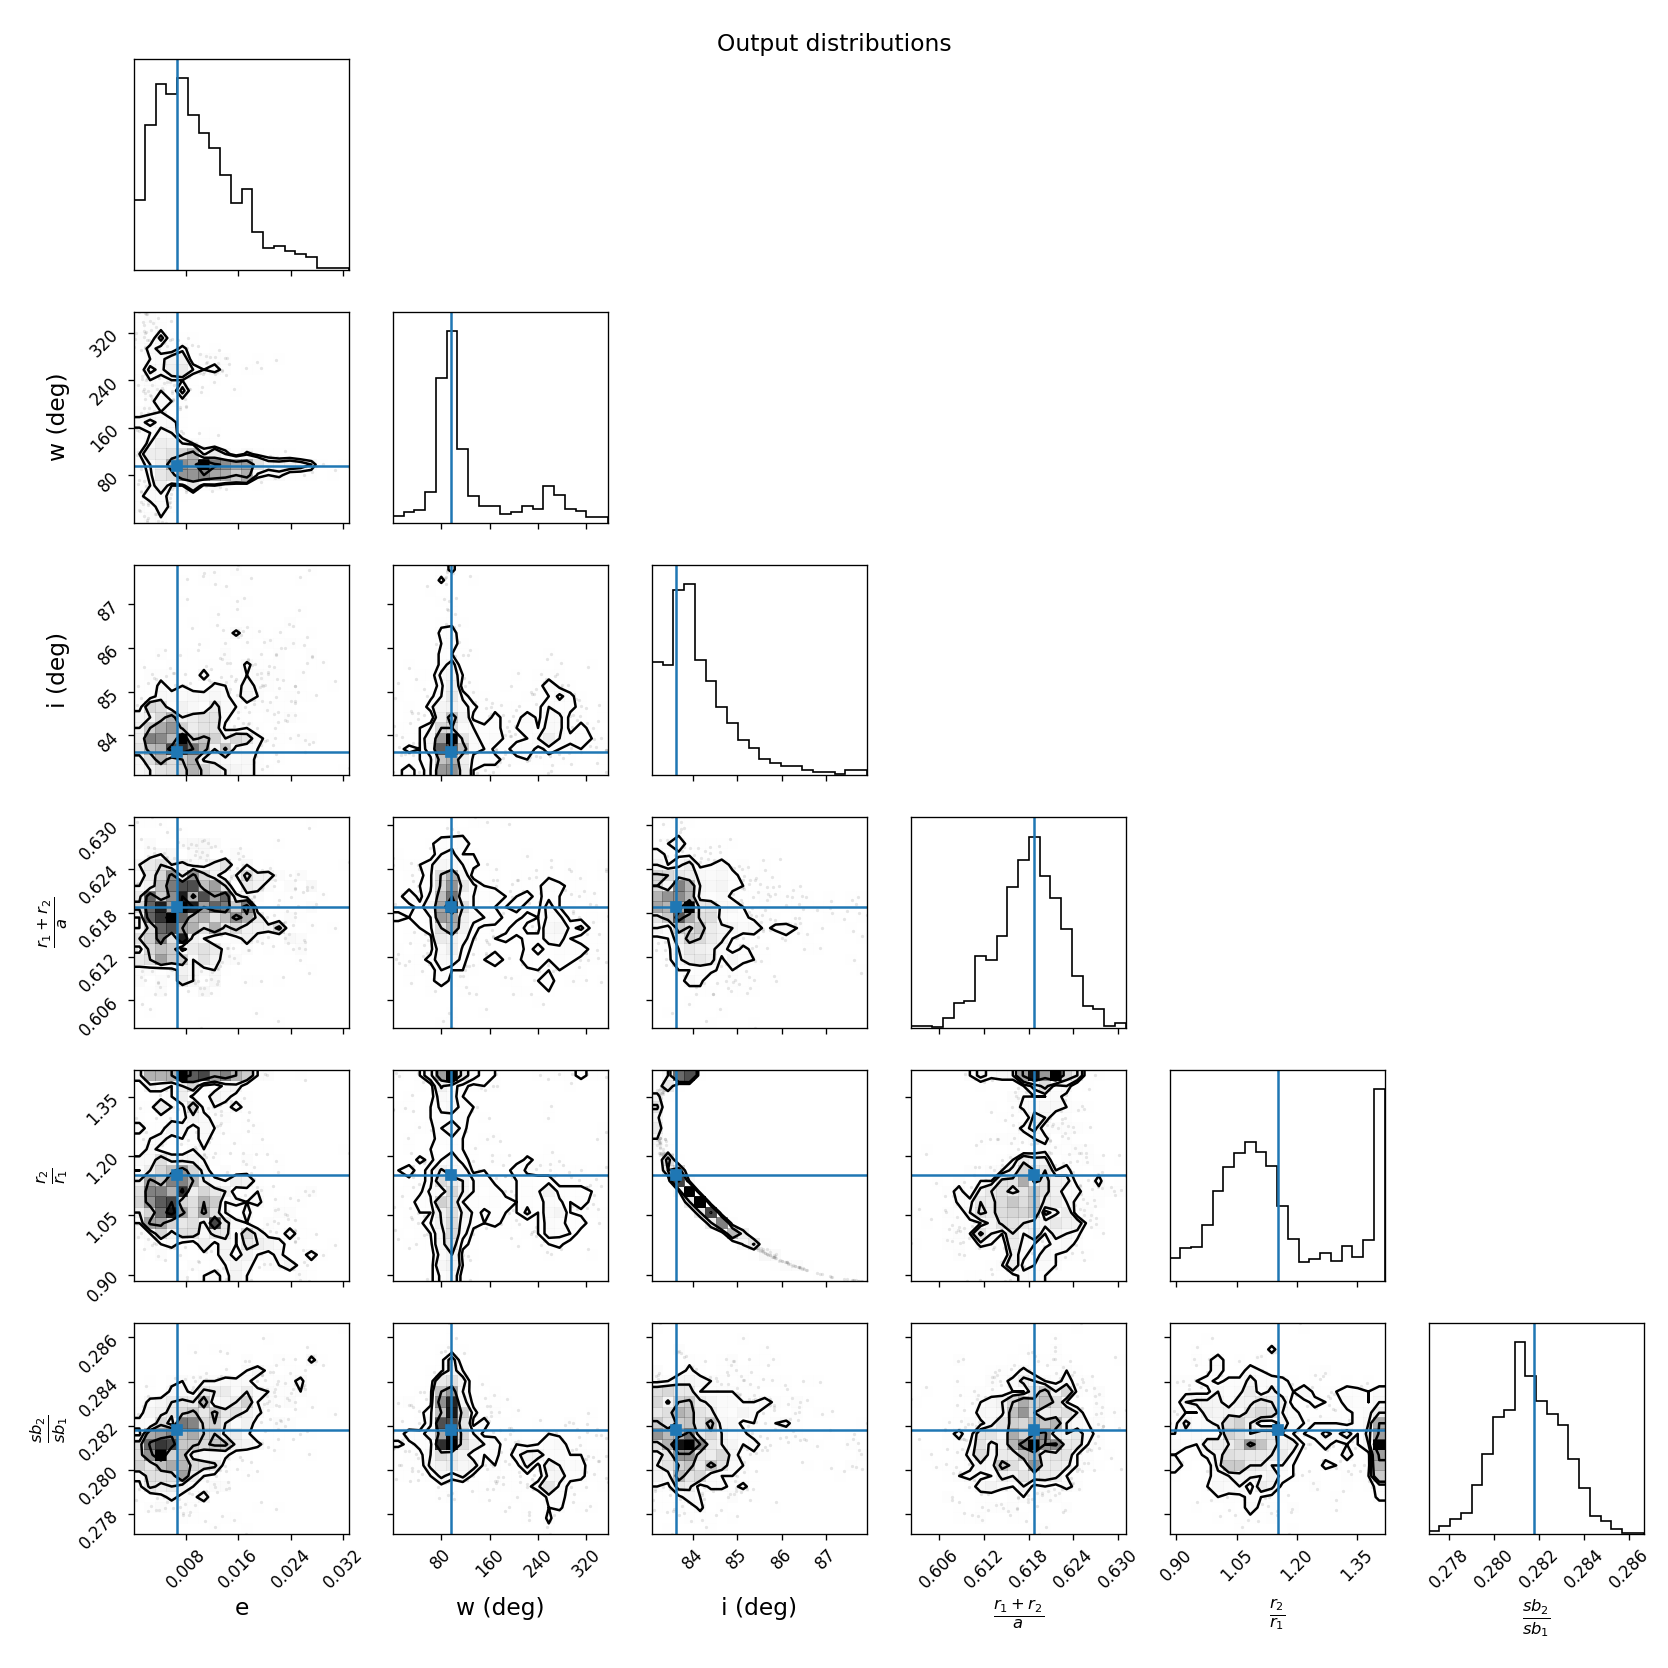 Output distributions
320
240
160
80
w (deg)
87
86
85
84
i (deg)
0.630
0.624
0.618
0.612
0.606
r₁ + r₂
a
1.35
1.20
1.05
0.90
r₂
r₁
0.286
0.284
0.282
0.280
0.278
sb₂
sb₁
0.008 0.016 0.024 0.032 80 160 240 320 84 85 86 87 0.606 0.612 0.618 0.624 0.630 0.90 1.05 1.20 1.35 0.278 0.280 0.282 0.284 0.286
e w (deg) i (deg) r₁ + r₂ / a r₂ / r₁ sb₂ / sb₁